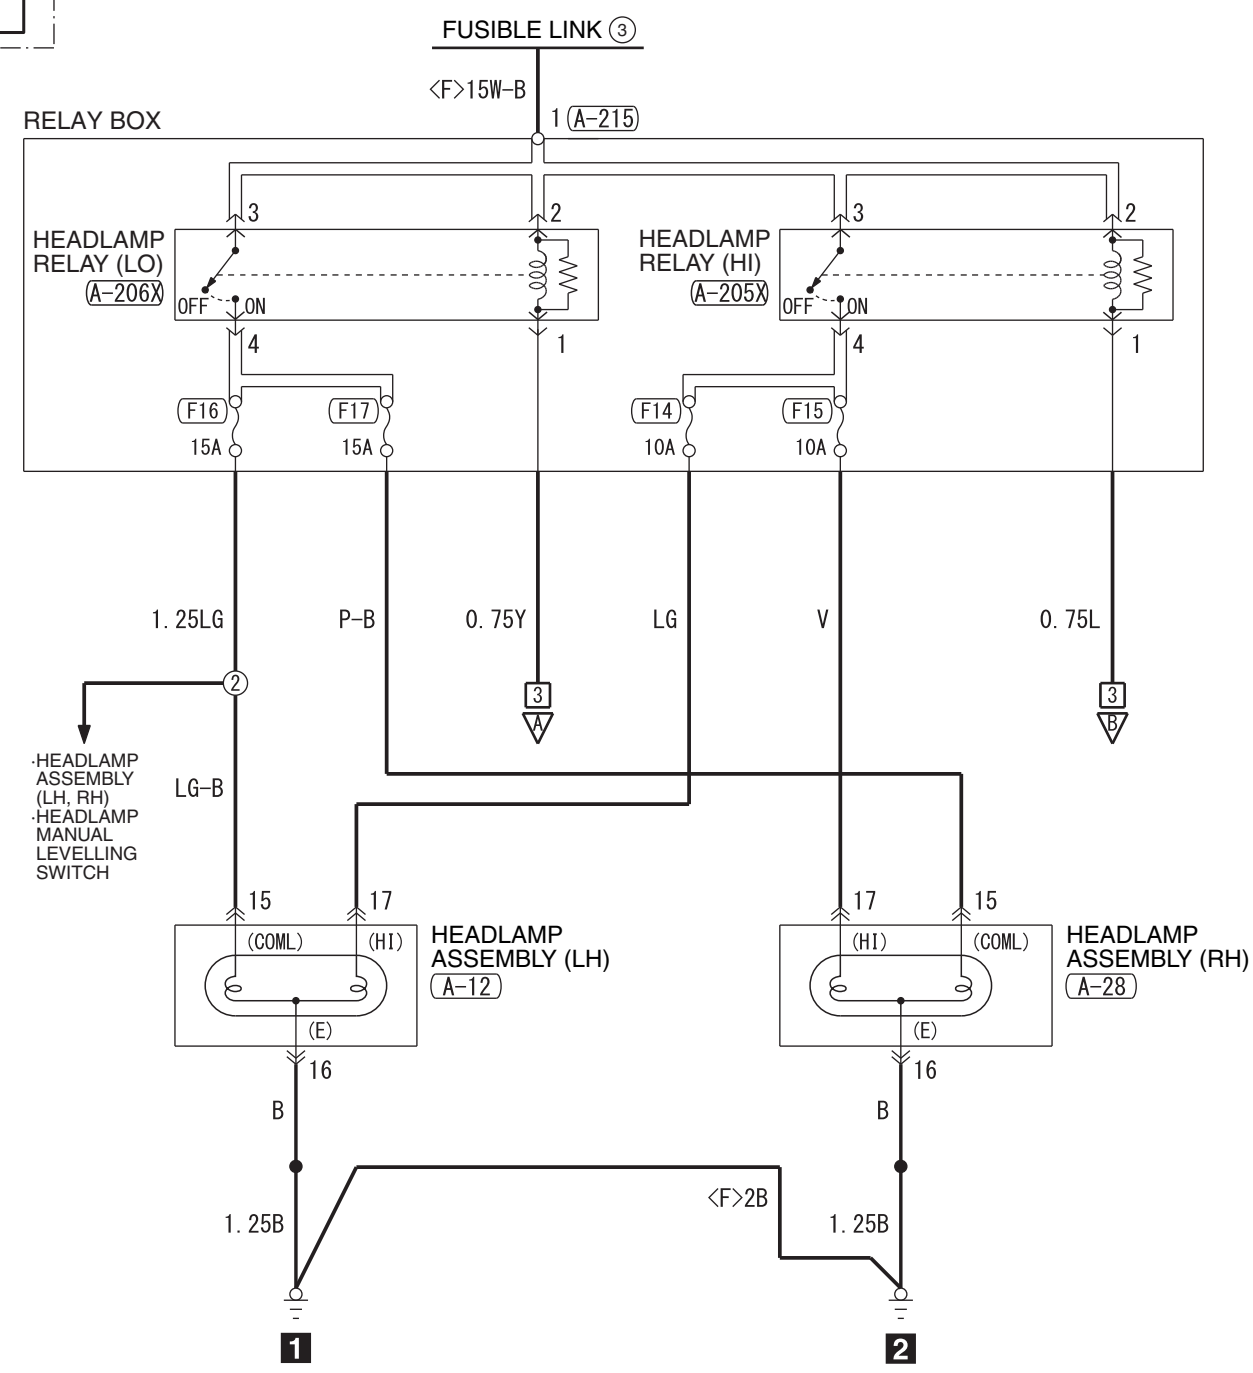 FUSIBLE LINK ③
<F>15W-B
1 A-215
RELAY BOX
3
2
3
2
HEADLAMP
RELAY (LO)
A-206X
OFF
ON
HEADLAMP
RELAY (HI)
A-205X
OFF
ON
4
1
4
1
F16
15A
F17
15A
F14
10A
F15
10A
1.25LG
P-B
0.75Y
LG
V
0.75L
2
3
A
3
B
·HEADLAMP
ASSEMBLY
(LH, RH)
·HEADLAMP
MANUAL
LEVELLING
SWITCH
LG-B
15
17
17
15
(COML)
(HI)
HEADLAMP
ASSEMBLY (LH)
A-12
(HI)
(COML)
HEADLAMP
ASSEMBLY (RH)
A-28
(E)
(E)
16
16
B
B
<F>2B
1.25B
1.25B
1
2